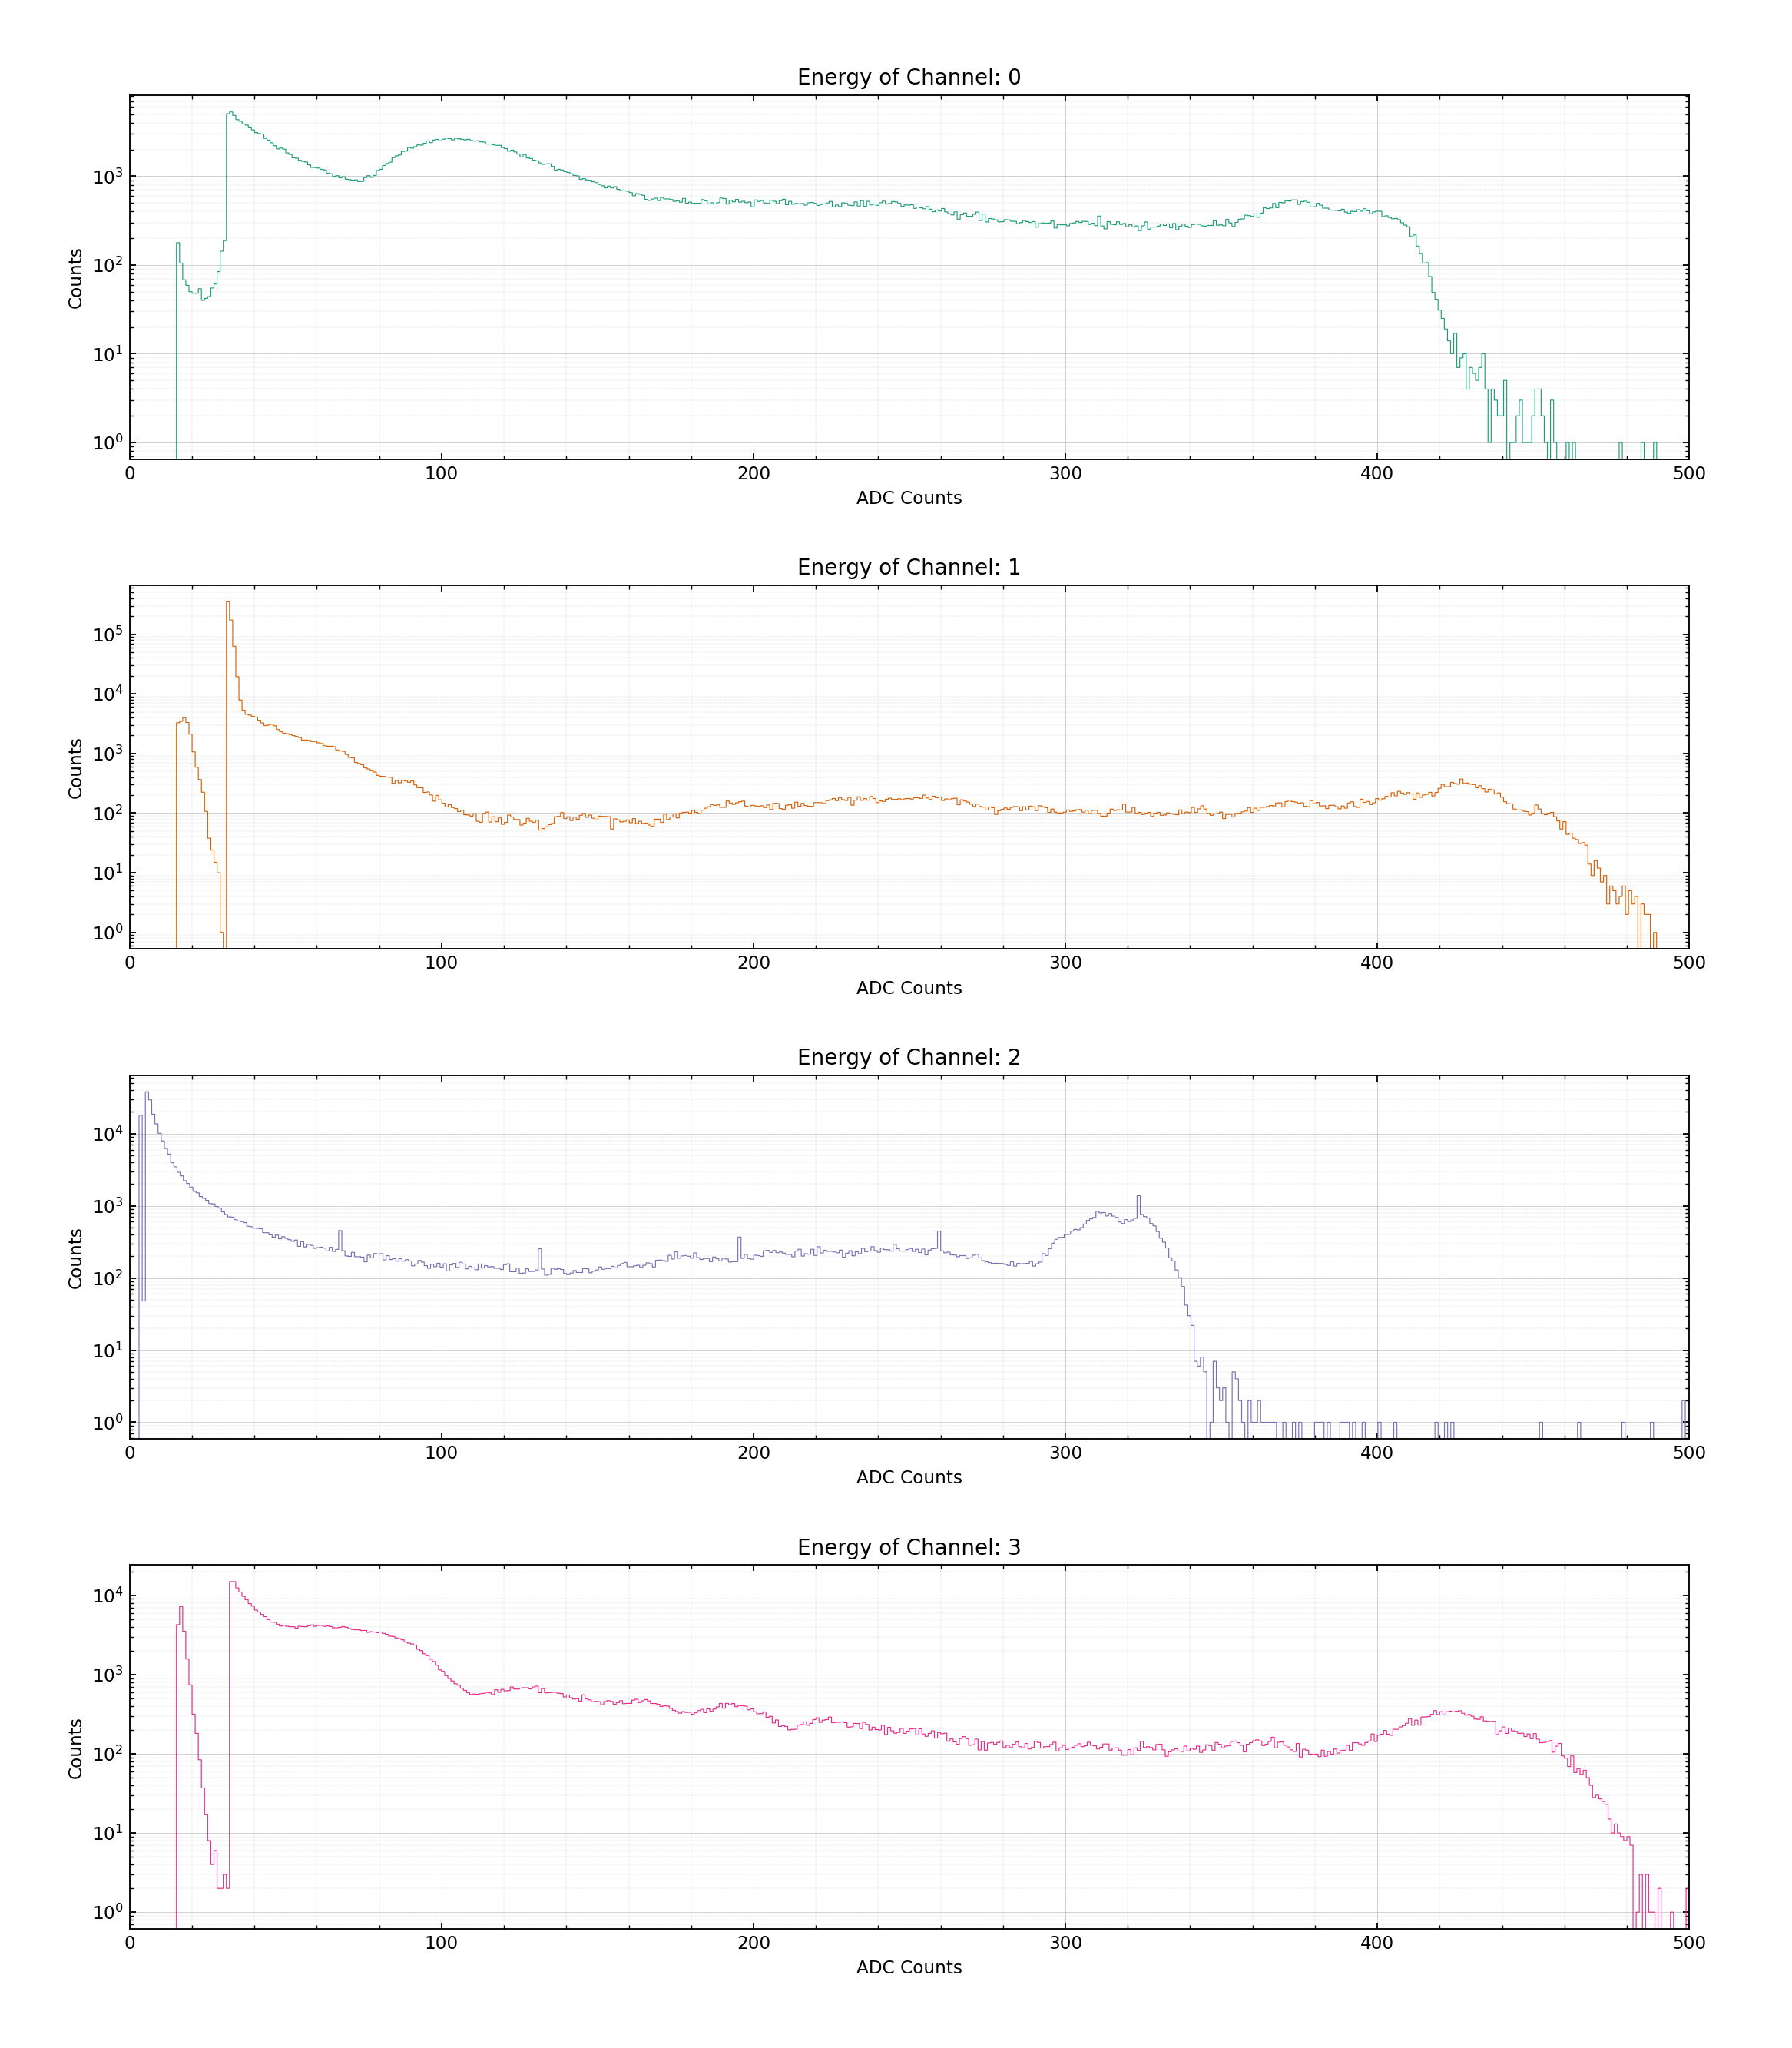 Energy of Channel: 0
Counts
10³
10²
10¹
10⁰
0 100 200 300 400 500
ADC Counts
Energy of Channel: 1
Counts
10⁵
10⁴
10³
10²
10¹
10⁰
0 100 200 300 400 500
ADC Counts
Energy of Channel: 2
Counts
10⁴
10³
10²
10¹
10⁰
0 100 200 300 400 500
ADC Counts
Energy of Channel: 3
Counts
10⁴
10³
10²
10¹
10⁰
0 100 200 300 400 500
ADC Counts